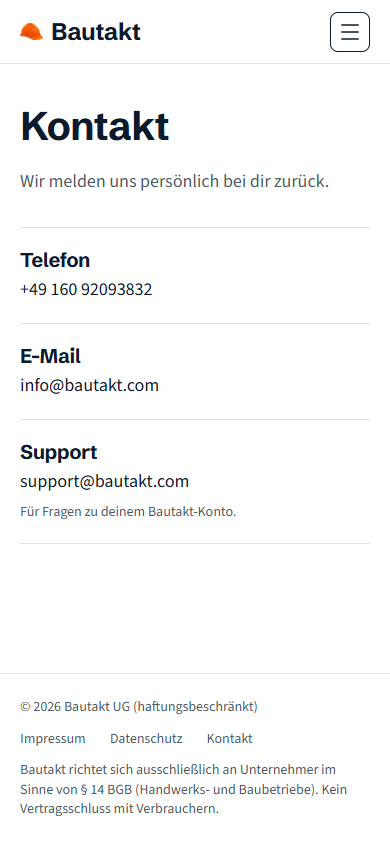 Bautakt
Kontakt
Wir melden uns persönlich bei dir zurück.
Telefon
+49 160 92093832
E-Mail
info@bautakt.com
Support
support@bautakt.com
Für Fragen zu deinem Bautakt-Konto.
© 2026 Bautakt UG (haftungsbeschränkt)
Impressum Datenschutz Kontakt
Bautakt richtet sich ausschließlich an Unternehmer im
Sinne von § 14 BGB (Handwerks- und Baubetriebe). Kein
Vertragsschluss mit Verbrauchern.